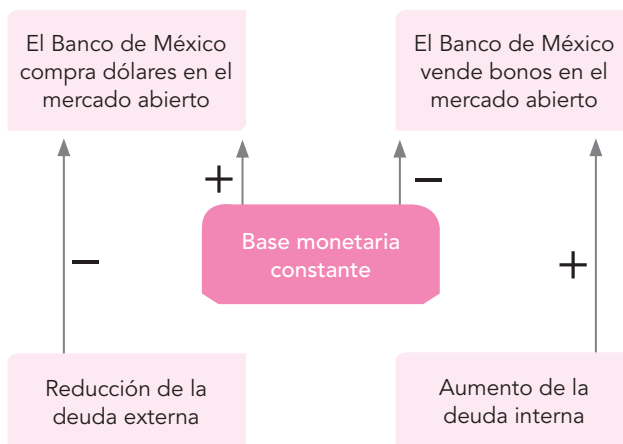 El Banco de México
compra dólares en el
mercado abierto
El Banco de México
vende bonos en el
mercado abierto
+
−
Base monetaria
constante
−
+
Reducción de la
deuda externa
Aumento de la
deuda interna